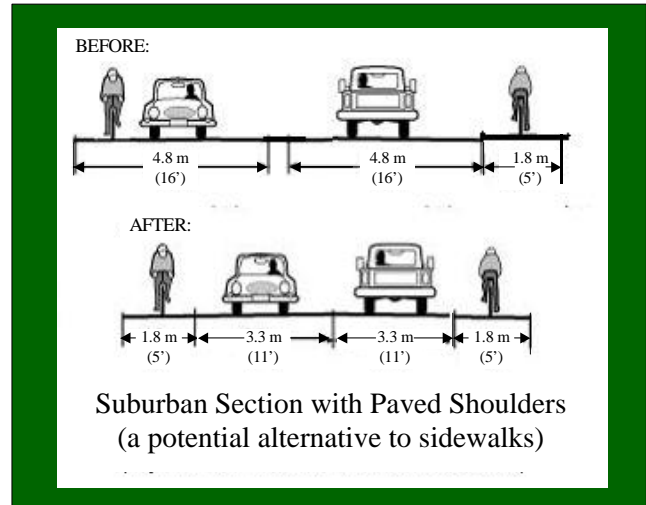 BEFORE:
4.8 m 4.8 m 1.8 m
(16’) (16’) (5’)
AFTER:
1.8 m 3.3 m 3.3 m 1.8 m
(5’) (11’) (11’) (5’)
Suburban Section with Paved Shoulders
(a potential alternative to sidewalks)